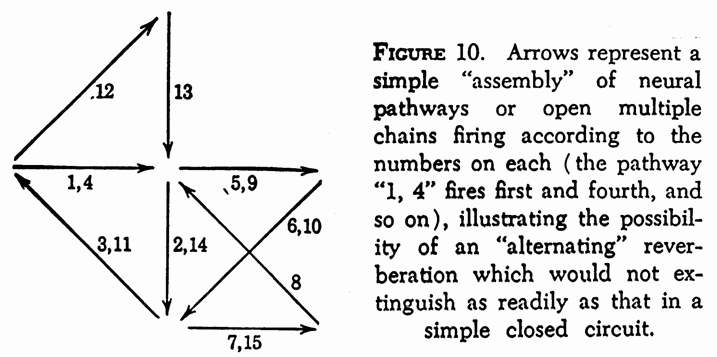 .12
13
1,4
5,9
3,11
2,14
6,10
8
7,15
FIGURE 10. Arrows represent a
simple “assembly” of neural
pathways or open multiple
chains firing according to the
numbers on each (the pathway
“1, 4” fires first and fourth, and
so on), illustrating the possibil-
ity of an “alternating” rever-
beration which would not ex-
tinguish as readily as that in a
simple closed circuit.